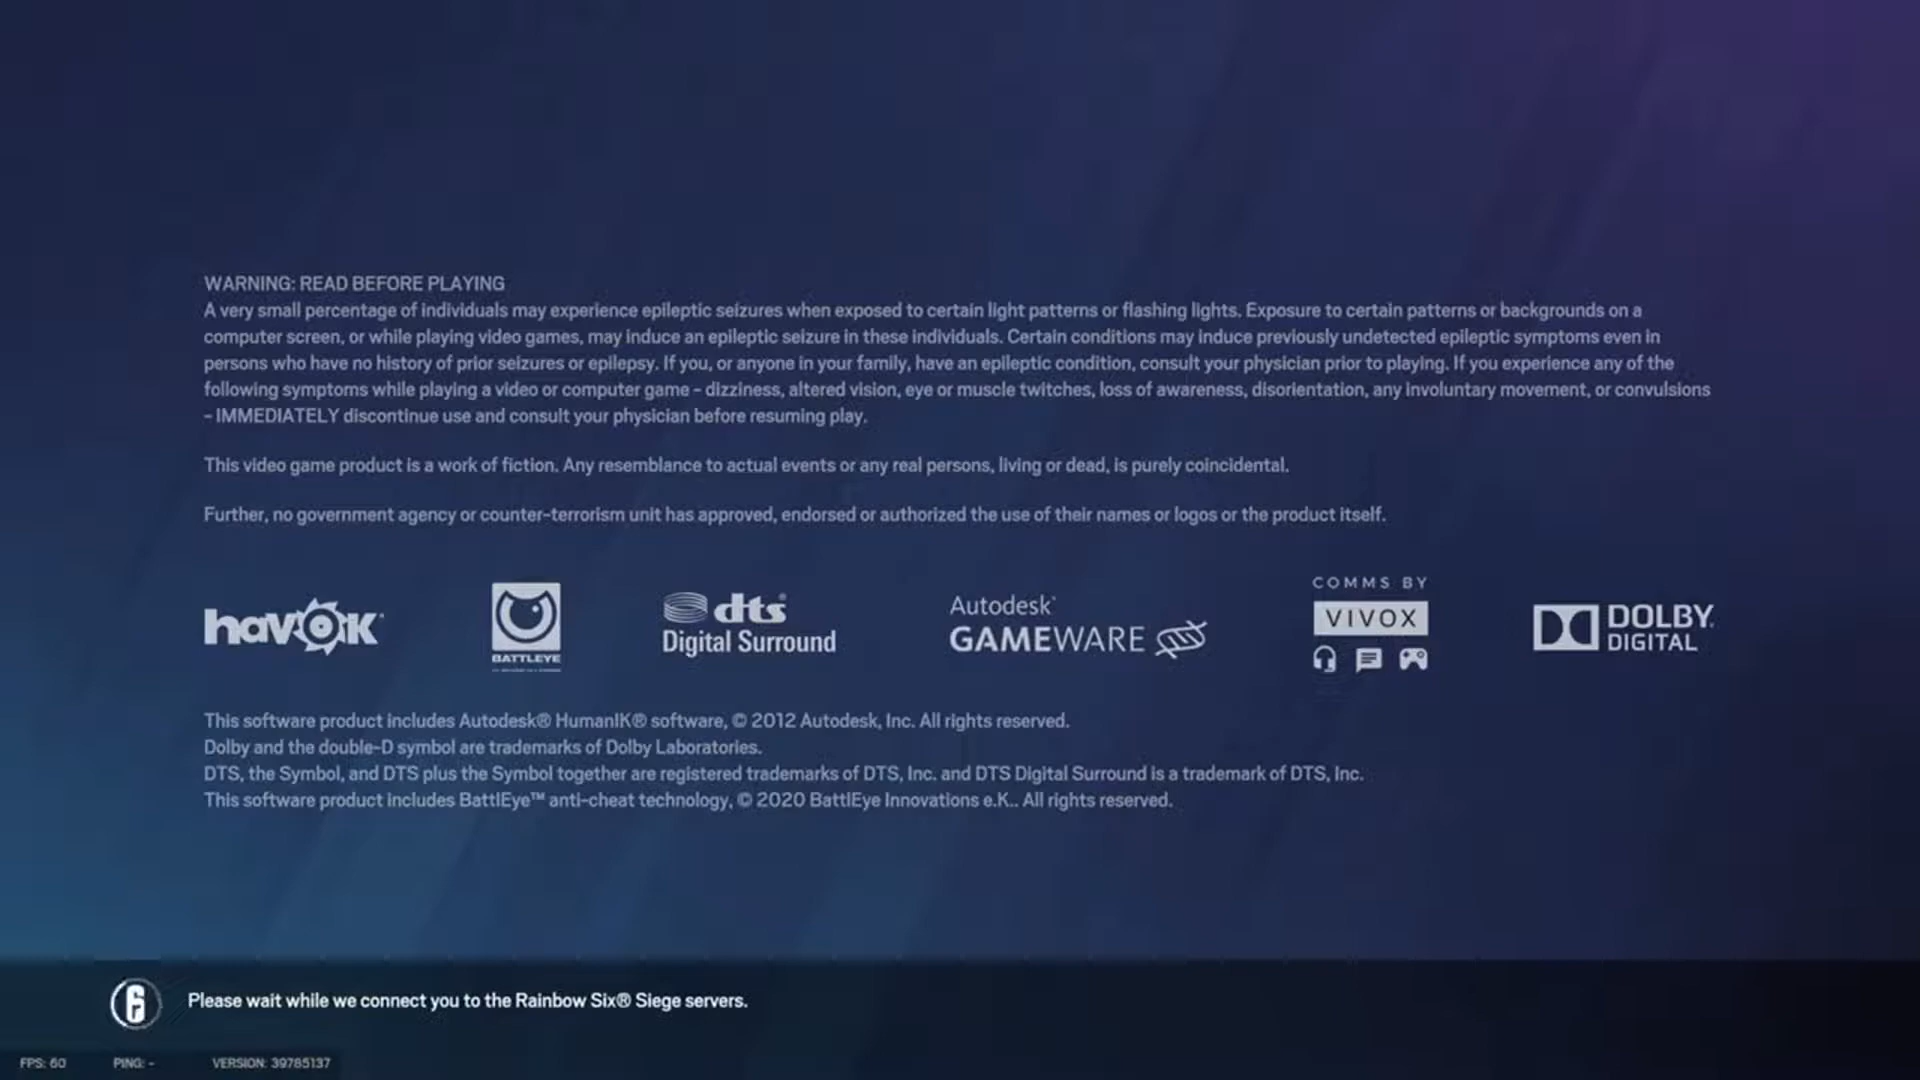 WARNING: READ BEFORE PLAYING
A very small percentage of individuals may experience epileptic seizures when exposed to certain light patterns or flashing lights. Exposure to certain patterns or backgrounds on a
computer screen, or while playing video games, may induce an epileptic seizure in these individuals. Certain conditions may induce previously undetected epileptic symptoms even in
persons who have no history of prior seizures or epilepsy. If you, or anyone in your family, have an epileptic condition, consult your physician prior to playing. If you experience any of the
following symptoms while playing a video or computer game – dizziness, altered vision, eye or muscle twitches, loss of awareness, disorientation, any involuntary movement, or convulsions
– IMMEDIATELY discontinue use and consult your physician before resuming play.
This video game product is a work of fiction. Any resemblance to actual events or any real persons, living or dead, is purely coincidental.
Further, no government agency or counter-terrorism unit has approved, endorsed or authorized the use of their names or logos or the product itself.
havok
BATTLEYE
dts
Digital Surround
Autodesk
GAMEWARE
COMMS BY
VIVOX
DOLBY
DIGITAL
This software product includes Autodesk® HumanIK® software, © 2012 Autodesk, Inc. All rights reserved.
Dolby and the double-D symbol are trademarks of Dolby Laboratories.
DTS, the Symbol, and DTS plus the Symbol together are registered trademarks of DTS, Inc. and DTS Digital Surround is a trademark of DTS, Inc.
This software product includes BattlEye™ anti-cheat technology, © 2020 BattlEye Innovations e.K.. All rights reserved.
6
Please wait while we connect you to the Rainbow Six® Siege servers.
FPS: 60 PING: - VERSION: 39785137